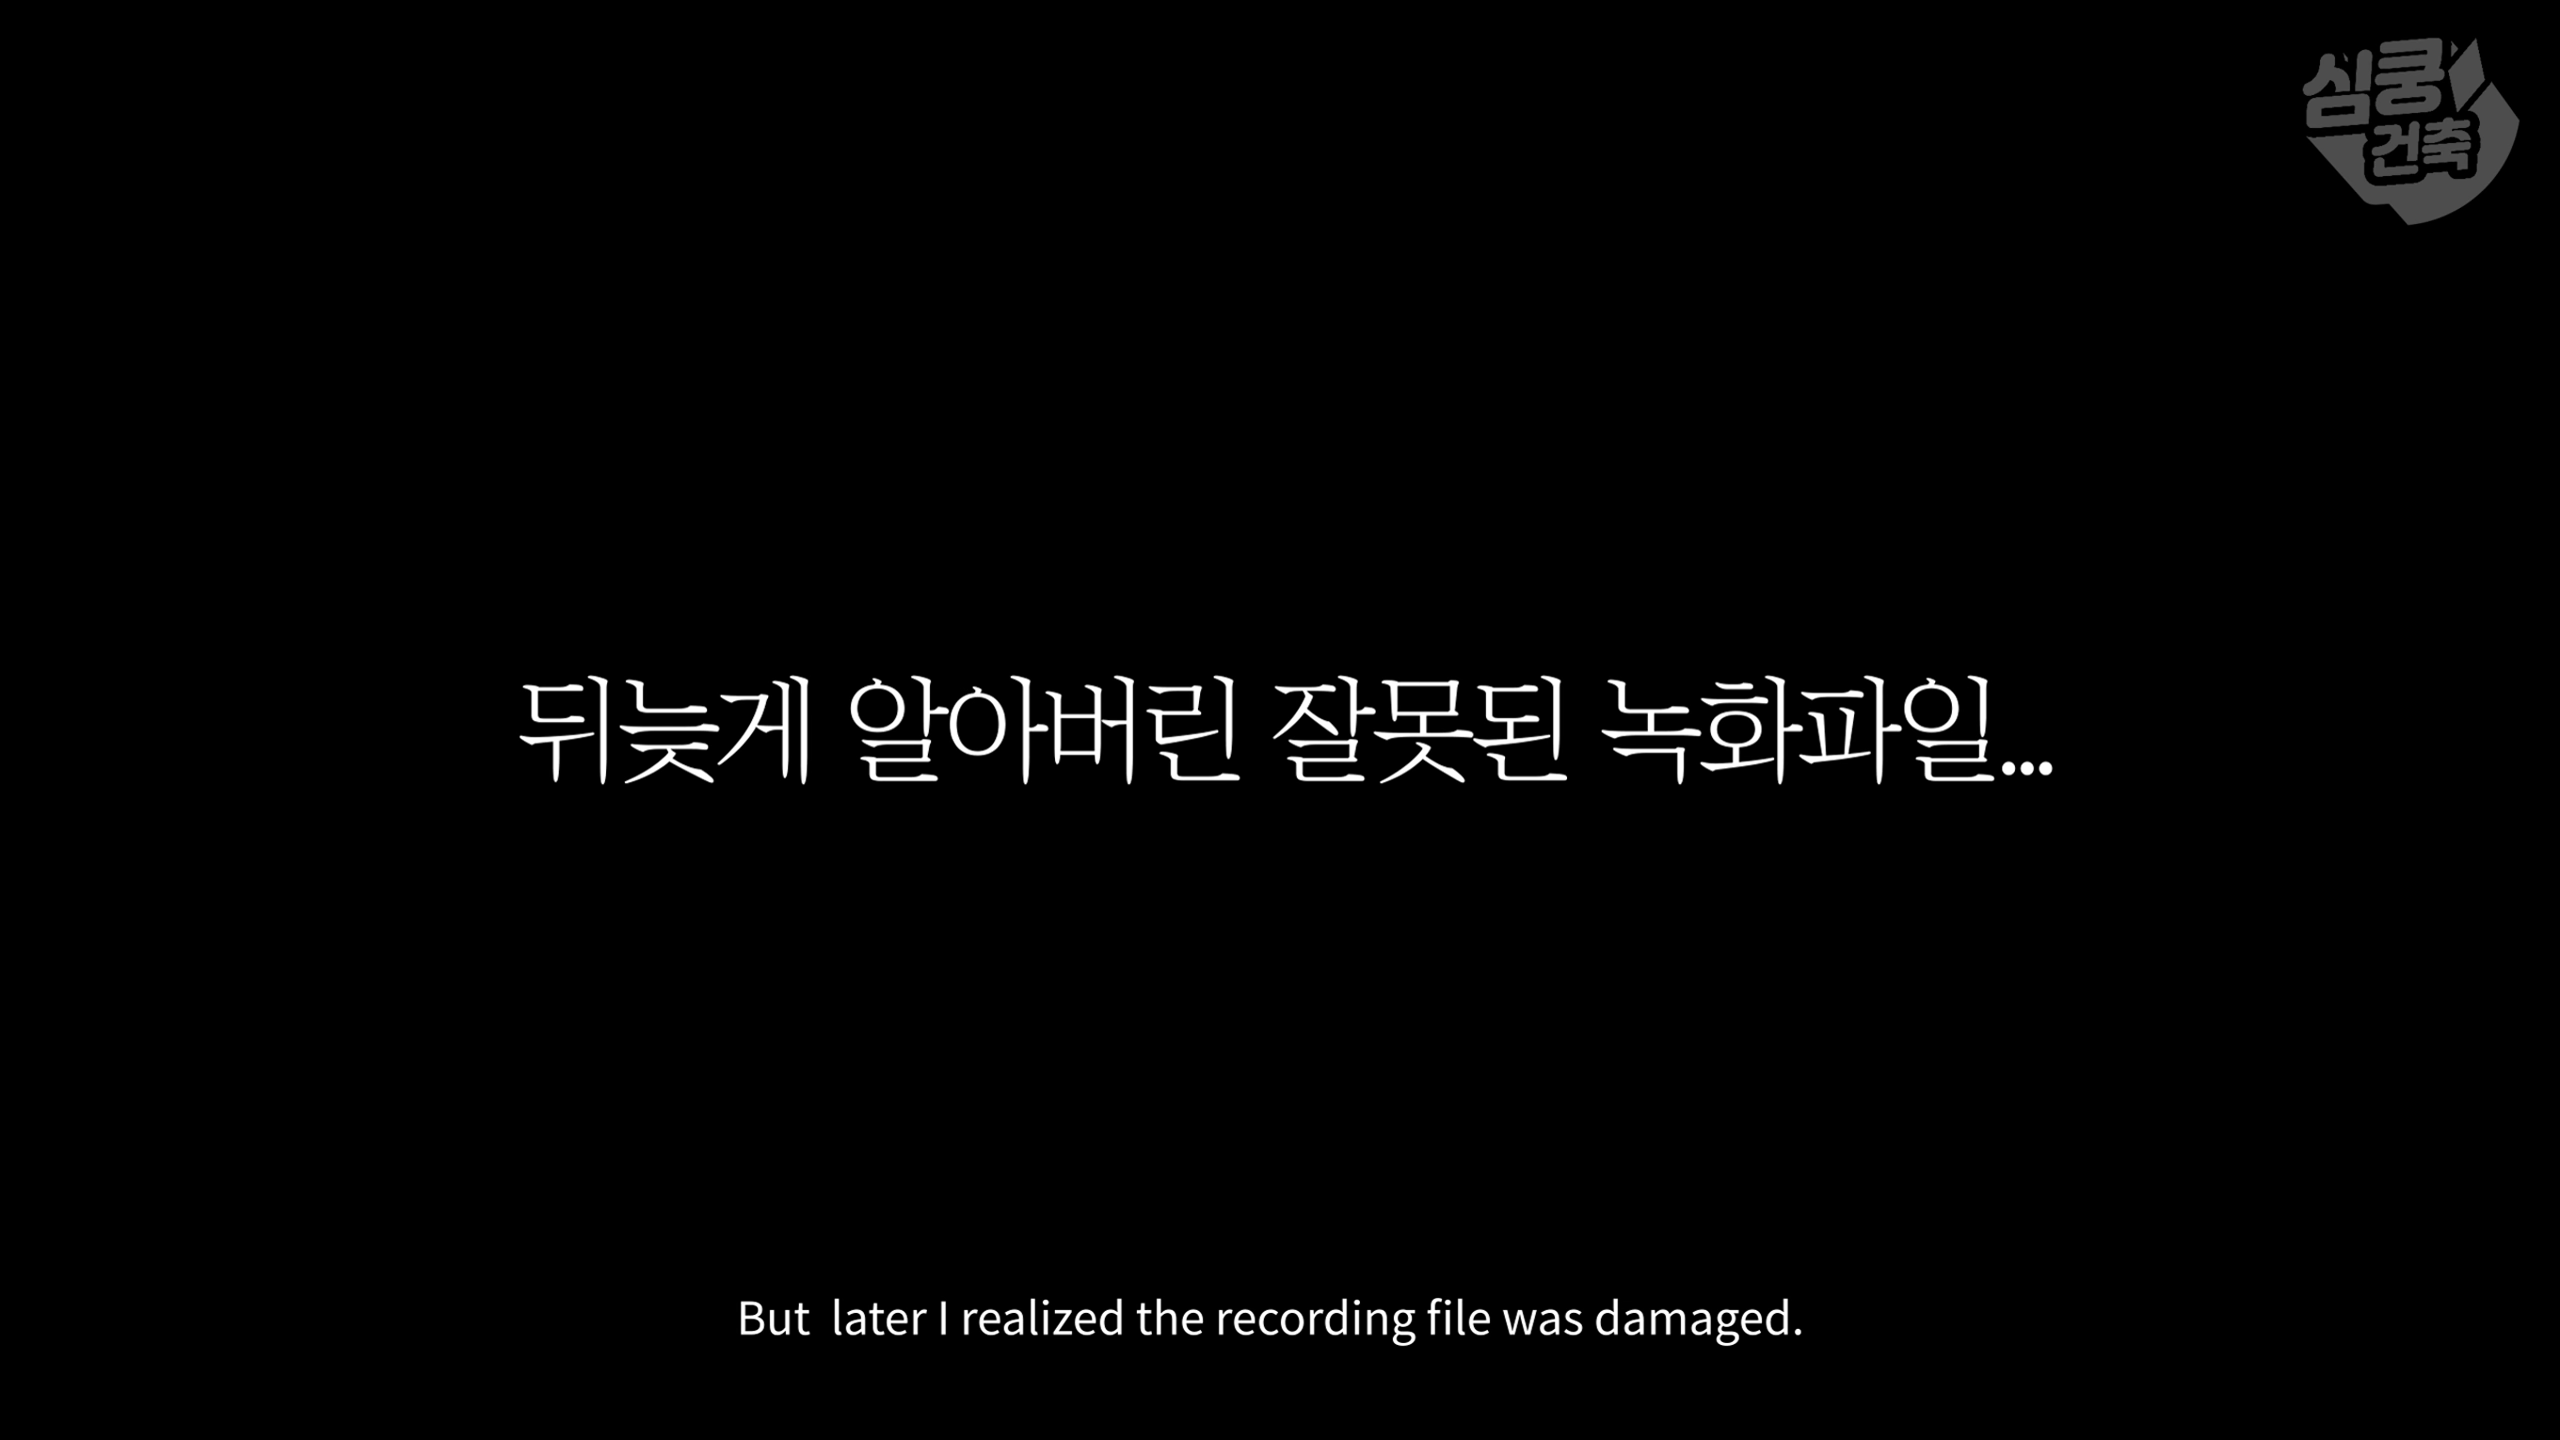 심쿵
건축
뒤늦게 알아버린 잘못된 녹화파일...
But  later I realized the recording file was damaged.